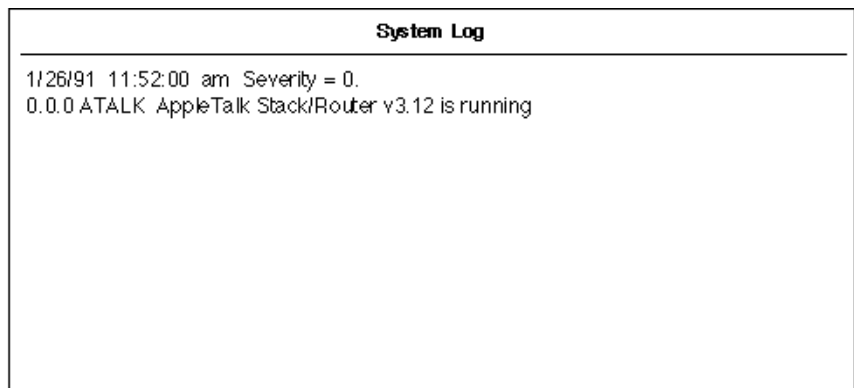 System Log
1/26/91 11:52:00 am Severity = 0.
0.0.0 ATALK AppleTalk Stack/Router v3.12 is running